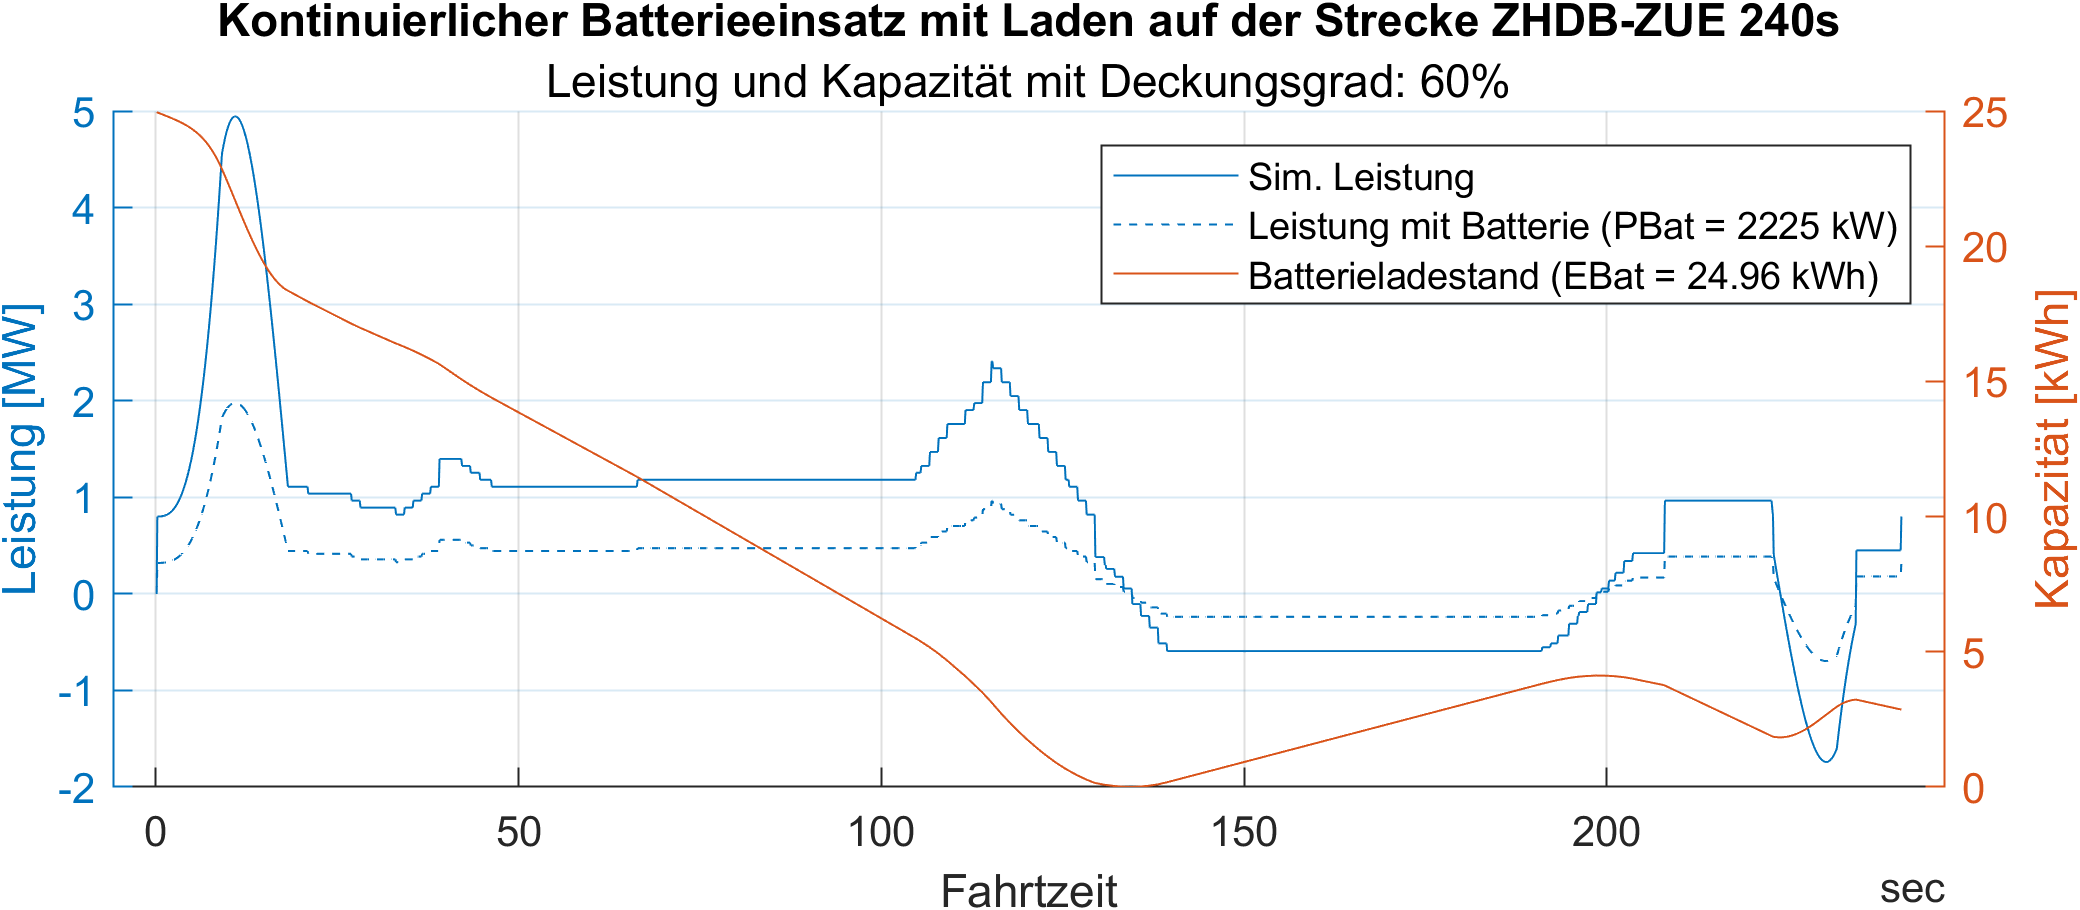 Kontinuierlicher Batterieeinsatz mit Laden auf der Strecke ZHDB-ZUE 240s
Leistung und Kapazität mit Deckungsgrad: 60%
Leistung [MW]
5
4
3
2
1
0
-1
-2
Sim. Leistung
Leistung mit Batterie (PBat = 2225 kW)
Batterieladestand (EBat = 24.96 kWh)
25
20
15
10
5
0
Kapazität [kWh]
0 50 100 150 200
Fahrtzeit
sec